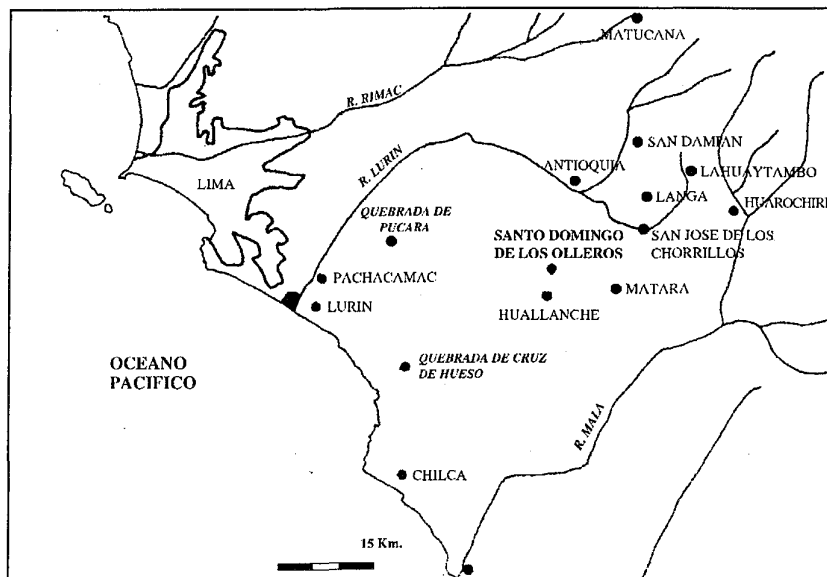 MATUCANA
R. RIMAC
SAN DAMIAN
R. LURIN
ANTIOQUIA
LAHUAYTAMBO
LIMA
LANGA
HUAROCHIRI
QUEBRADA DE
PUCARA
SANTO DOMINGO
DE LOS OLLEROS
SAN JOSE DE LOS
CHORRILLOS
PACHACAMAC
MATARA
LURIN
HUALLANCHE
OCEANO
PACIFICO
QUEBRADA DE CRUZ
DE HUESO
R. MALA
CHILCA
15 Km.